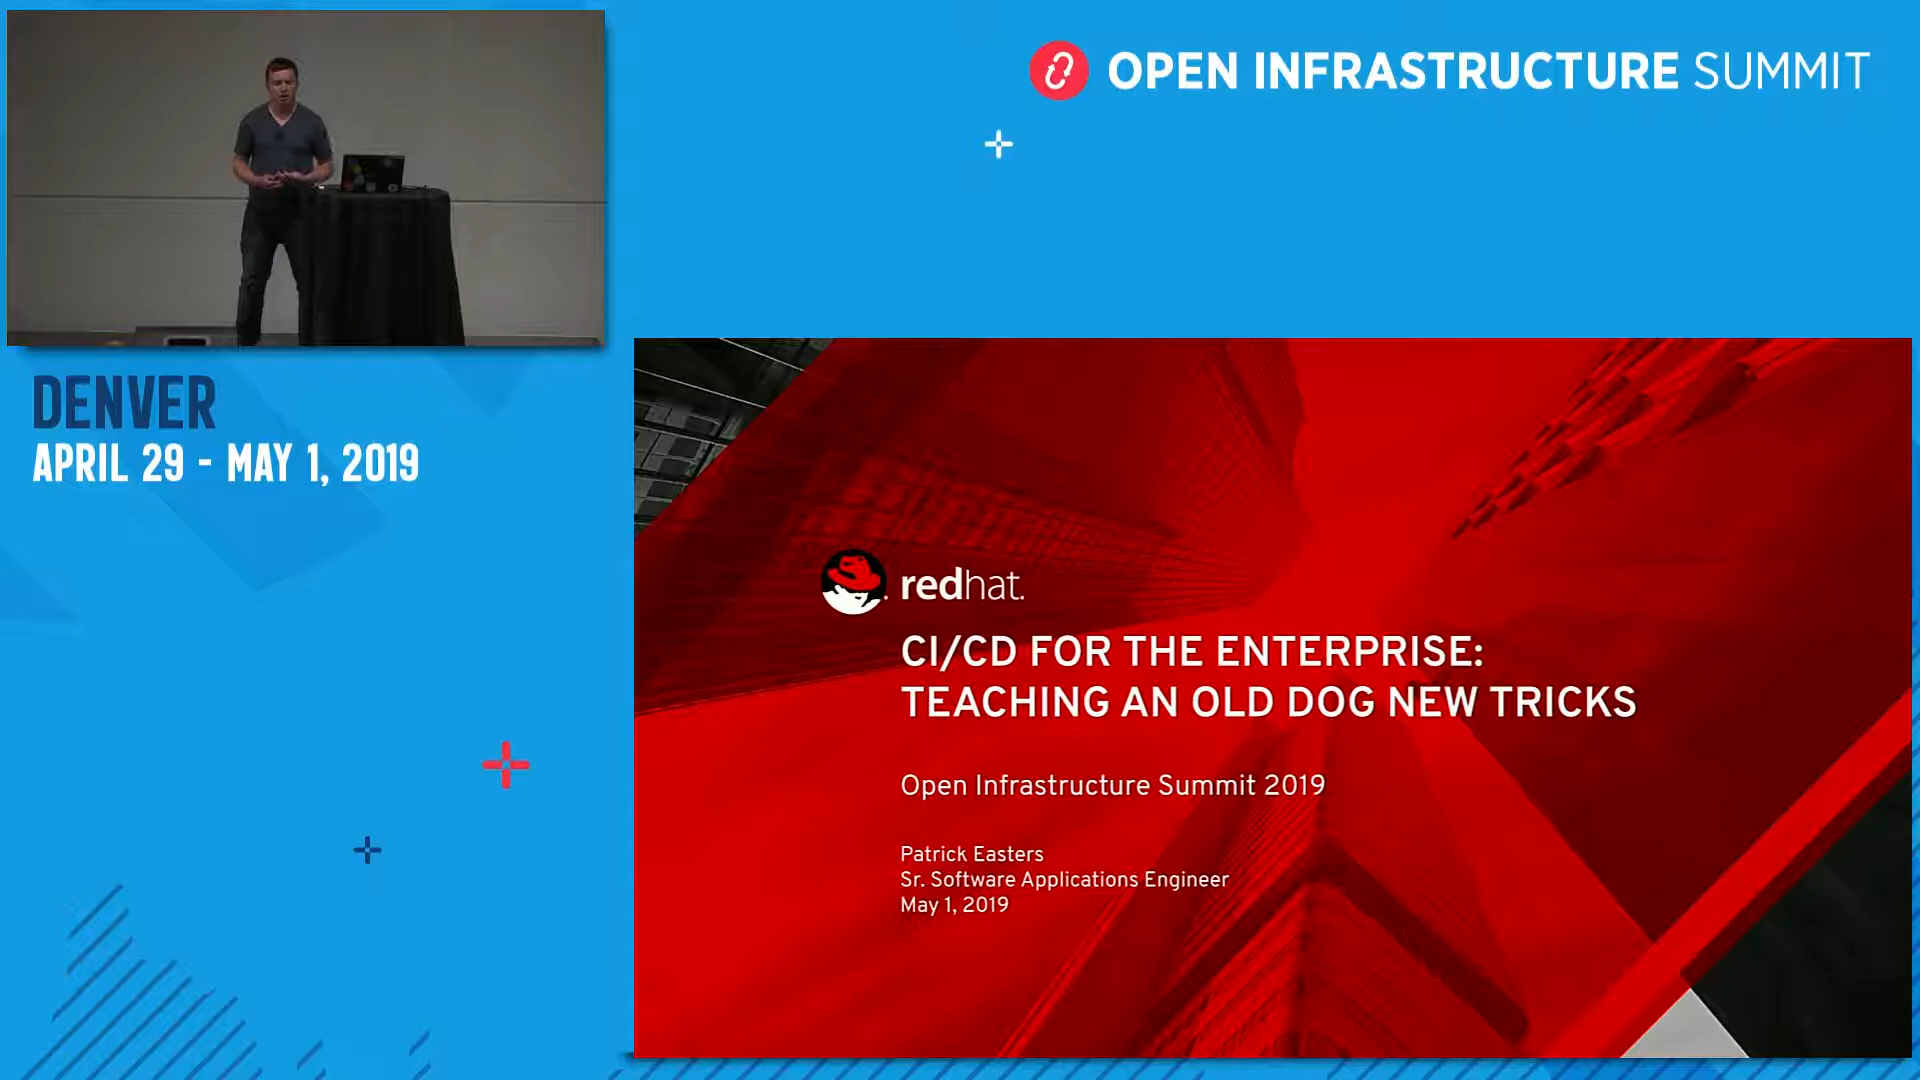 OPEN INFRASTRUCTURE SUMMIT
DENVER
APRIL 29 - MAY 1, 2019
redhat.
CI/CD FOR THE ENTERPRISE:
TEACHING AN OLD DOG NEW TRICKS
Open Infrastructure Summit 2019
Patrick Easters
Sr. Software Applications Engineer
May 1, 2019